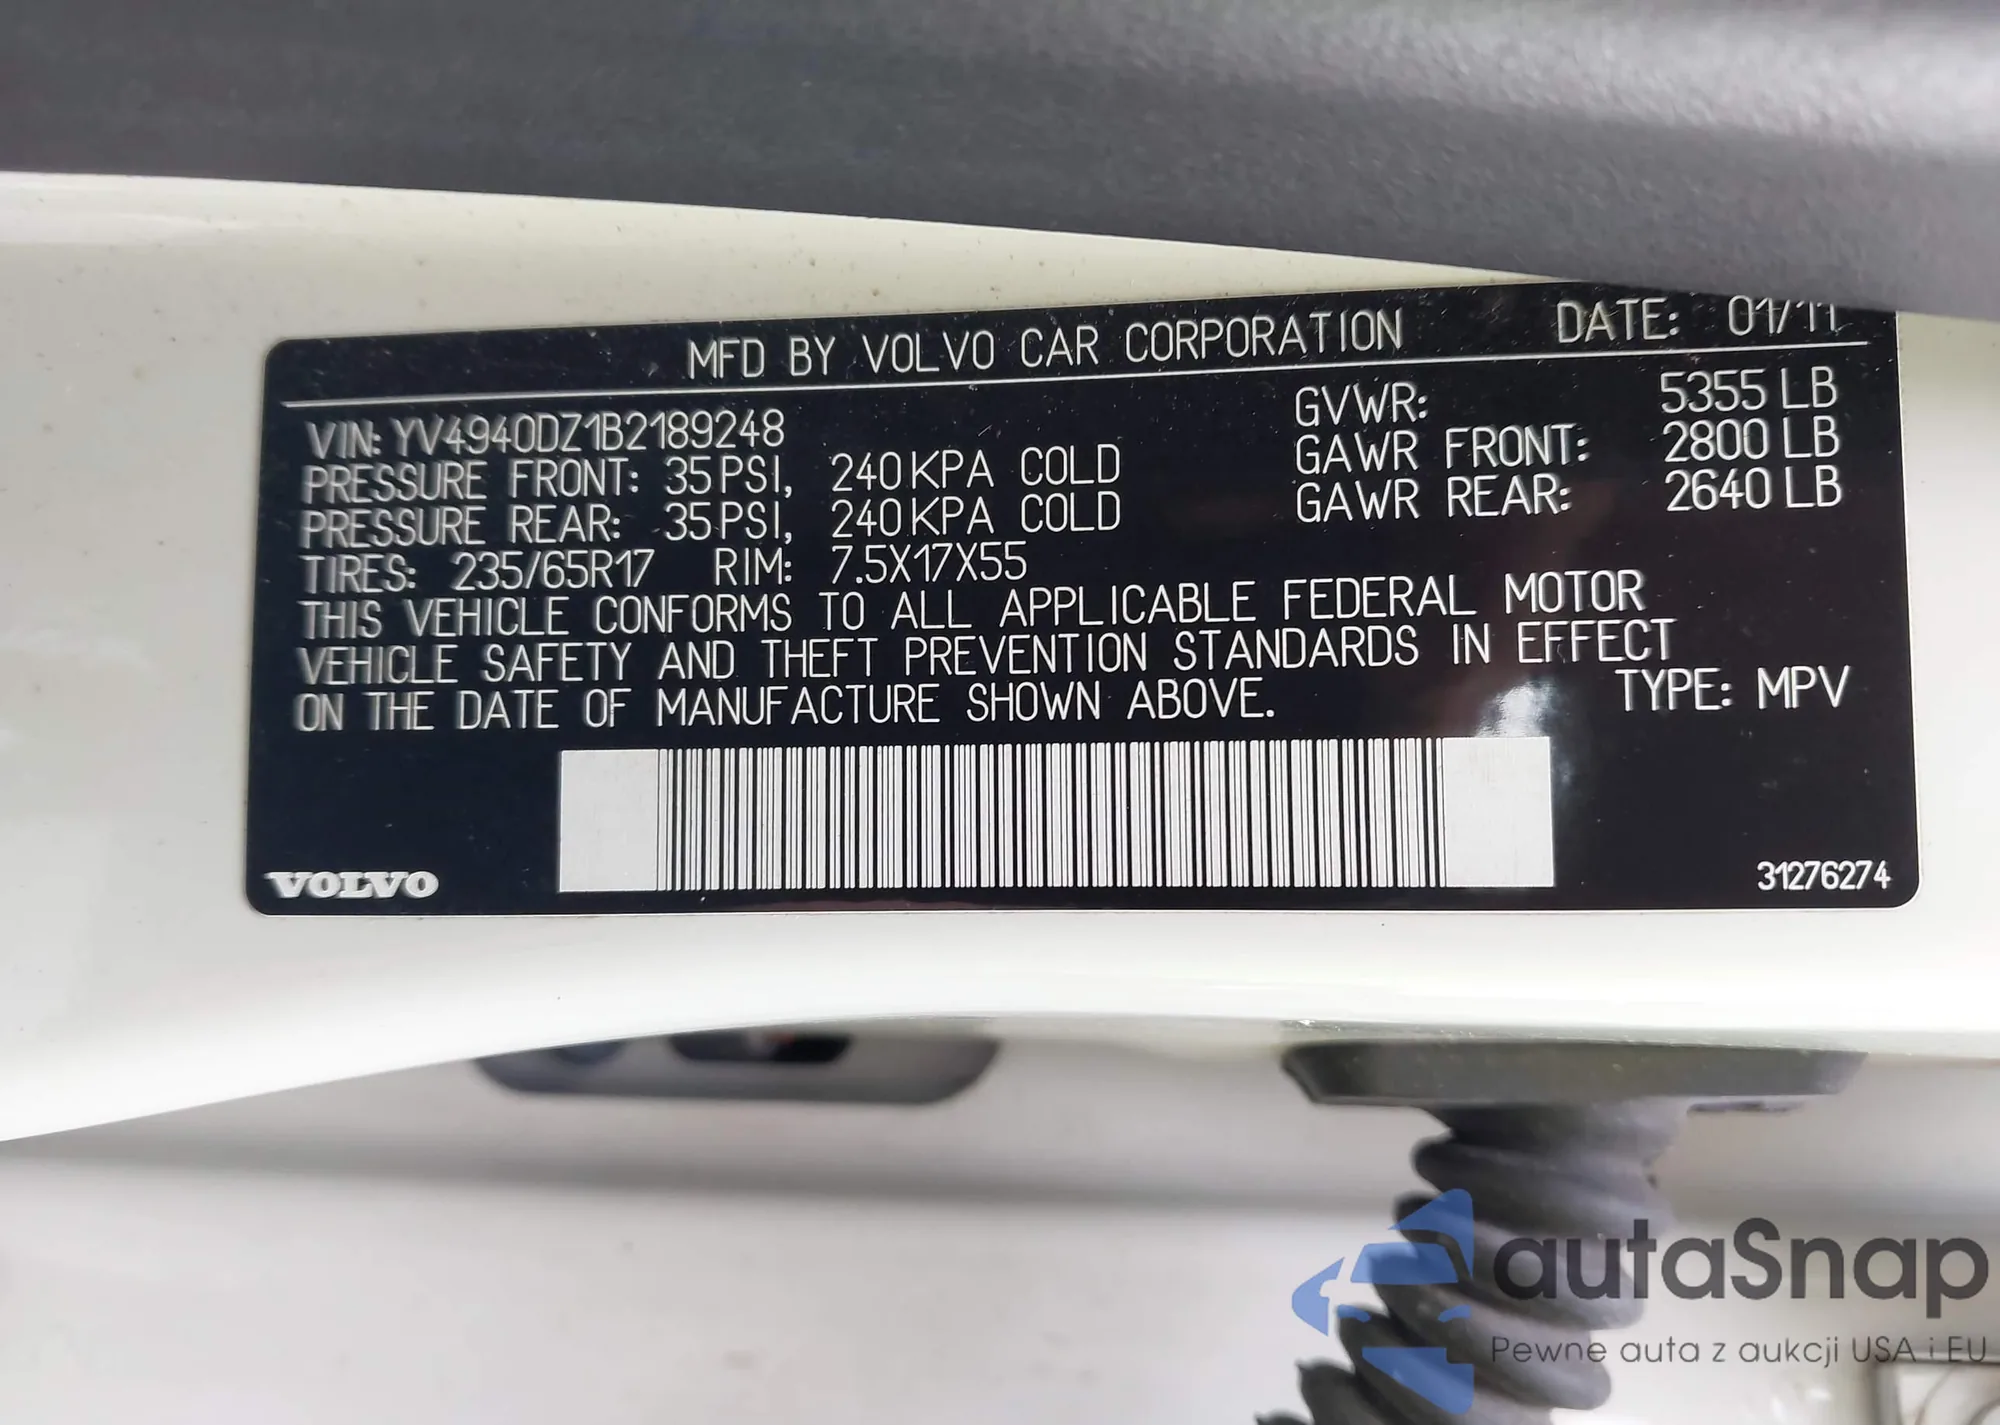 MFD BY VOLVO CAR CORPORATION DATE: 01/11
VIN: YV4940DZ1B2189248
GVWR: 5355 LB
PRESSURE FRONT: 35 PSI, 240 KPA COLD
GAWR FRONT: 2800 LB
PRESSURE REAR: 35 PSI, 240 KPA COLD
GAWR REAR: 2640 LB
TIRES: 235/65R17 RIM: 7.5X17X55
THIS VEHICLE CONFORMS TO ALL APPLICABLE FEDERAL MOTOR
VEHICLE SAFETY AND THEFT PREVENTION STANDARDS IN EFFECT
ON THE DATE OF MANUFACTURE SHOWN ABOVE.
TYPE: MPV
VOLVO
31276274
autaSnap
Pewne auta z aukcji USA i EU